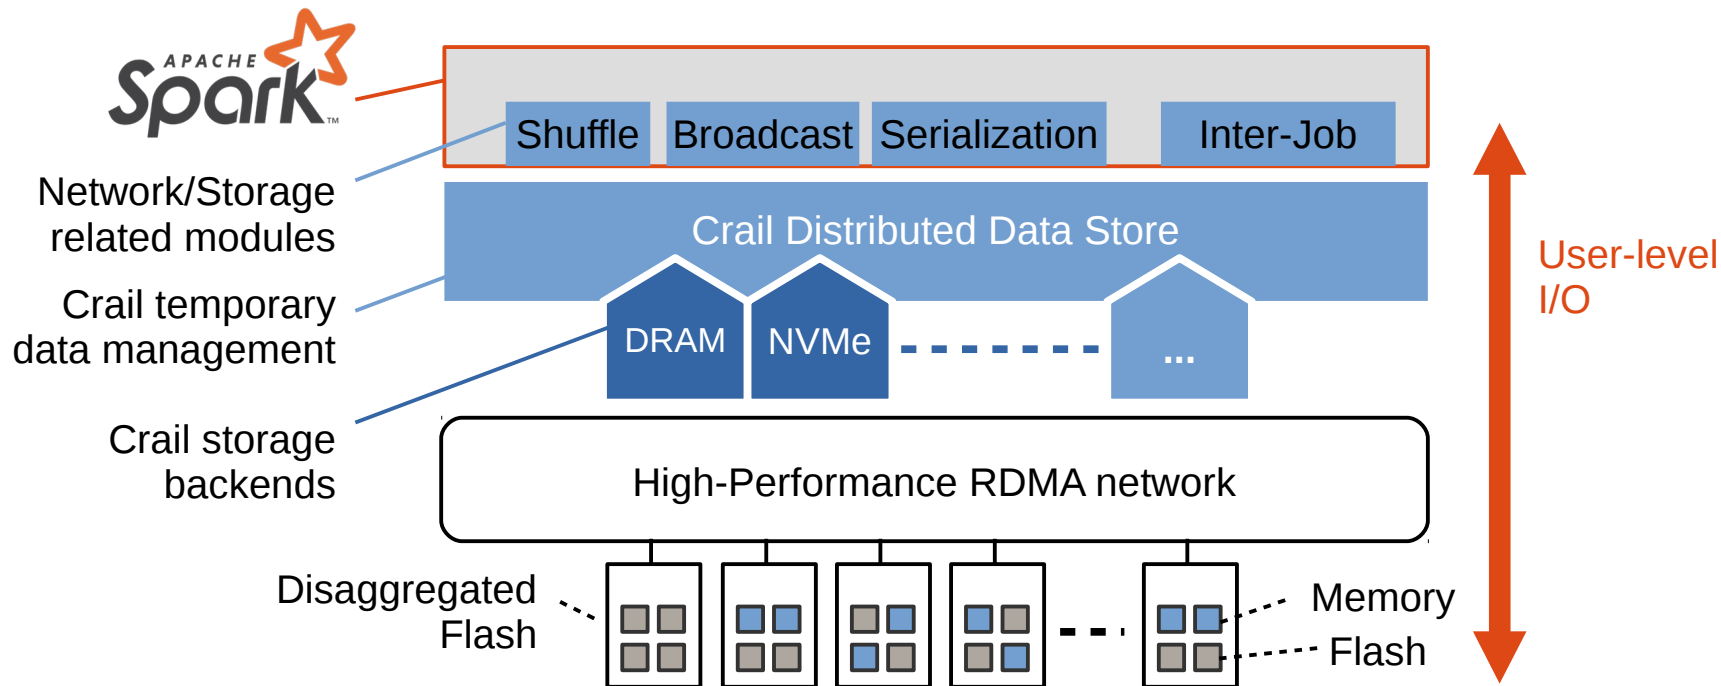 APACHE
Spark™
Shuffle
Broadcast
Serialization
Inter-Job
Network/Storage
related modules
Crail Distributed Data Store
User-level
I/O
Crail temporary
data management
DRAM
NVMe
...
Crail storage
backends
High-Performance RDMA network
Disaggregated
Flash
Memory
Flash